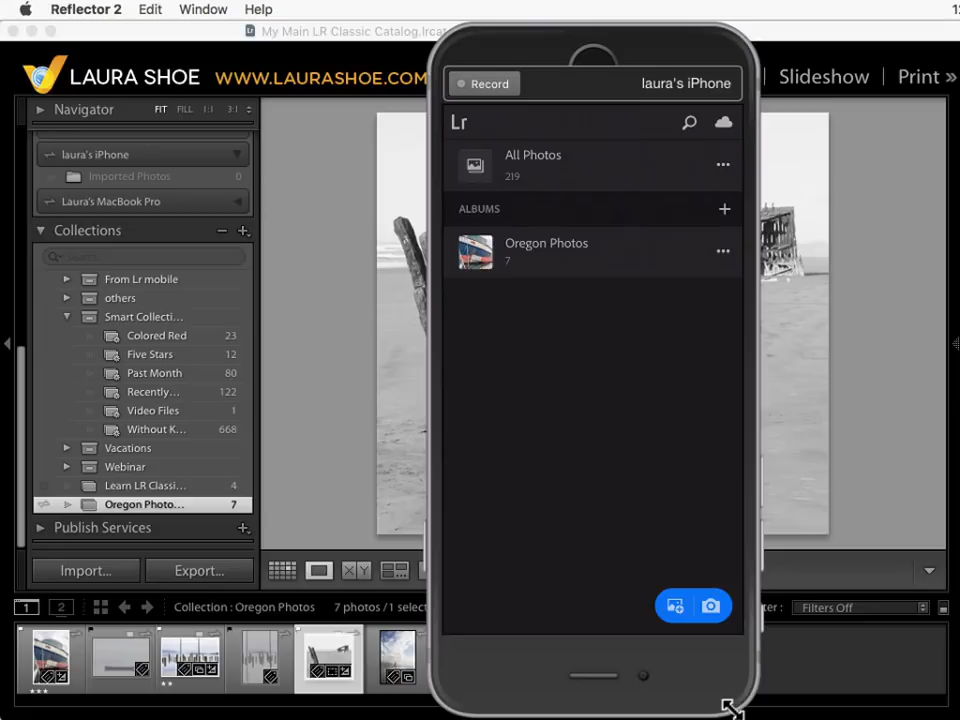 Reflector 2 Edit Window Help
My Main LR Classic Catalog.lrcat
LAURA SHOE WWW.LAURASHOE.COM
Slideshow Print »
Navigator FIT FILL 1:1 3:1
laura's iPhone
Imported Photos 0
Laura's MacBook Pro
Collections
From Lr mobile
others
Smart Collecti...
Colored Red 23
Five Stars 12
Past Month 80
Recently... 122
Video Files 1
Without K... 668
Vacations
Webinar
Learn LR Classi... 4
Oregon Photo... 7
Publish Services
Import... Export...
Record laura's iPhone
Lr
All Photos
219
ALBUMS
Oregon Photos
7
X Y
1 2 Collection : Oregon Photos 7 photos / 1 select
Filters Off